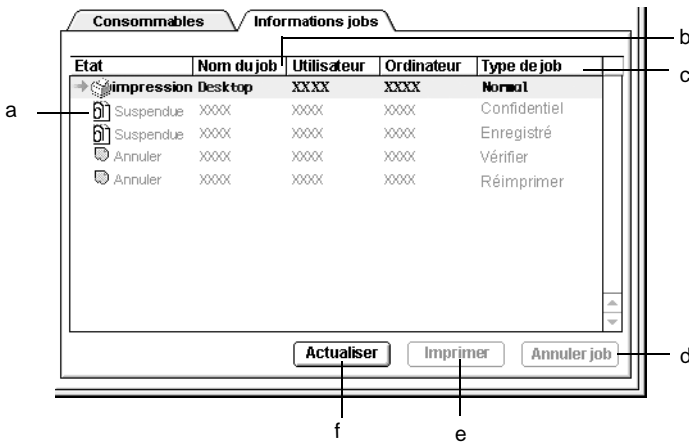 Consommables Informations jobs
b
Etat Nom du job Utilisateur Ordinateur Type de job
c
impression Desktop XXXX XXXX Normal
a Suspendue XXXX XXXX XXXX Confidentiel
Suspendue XXXX XXXX XXXX Enregistré
Annuler XXXX XXXX XXXX Vérifier
Annuler XXXX XXXX XXXX Réimprimer
Actualiser Imprimer Annuler job d
f e